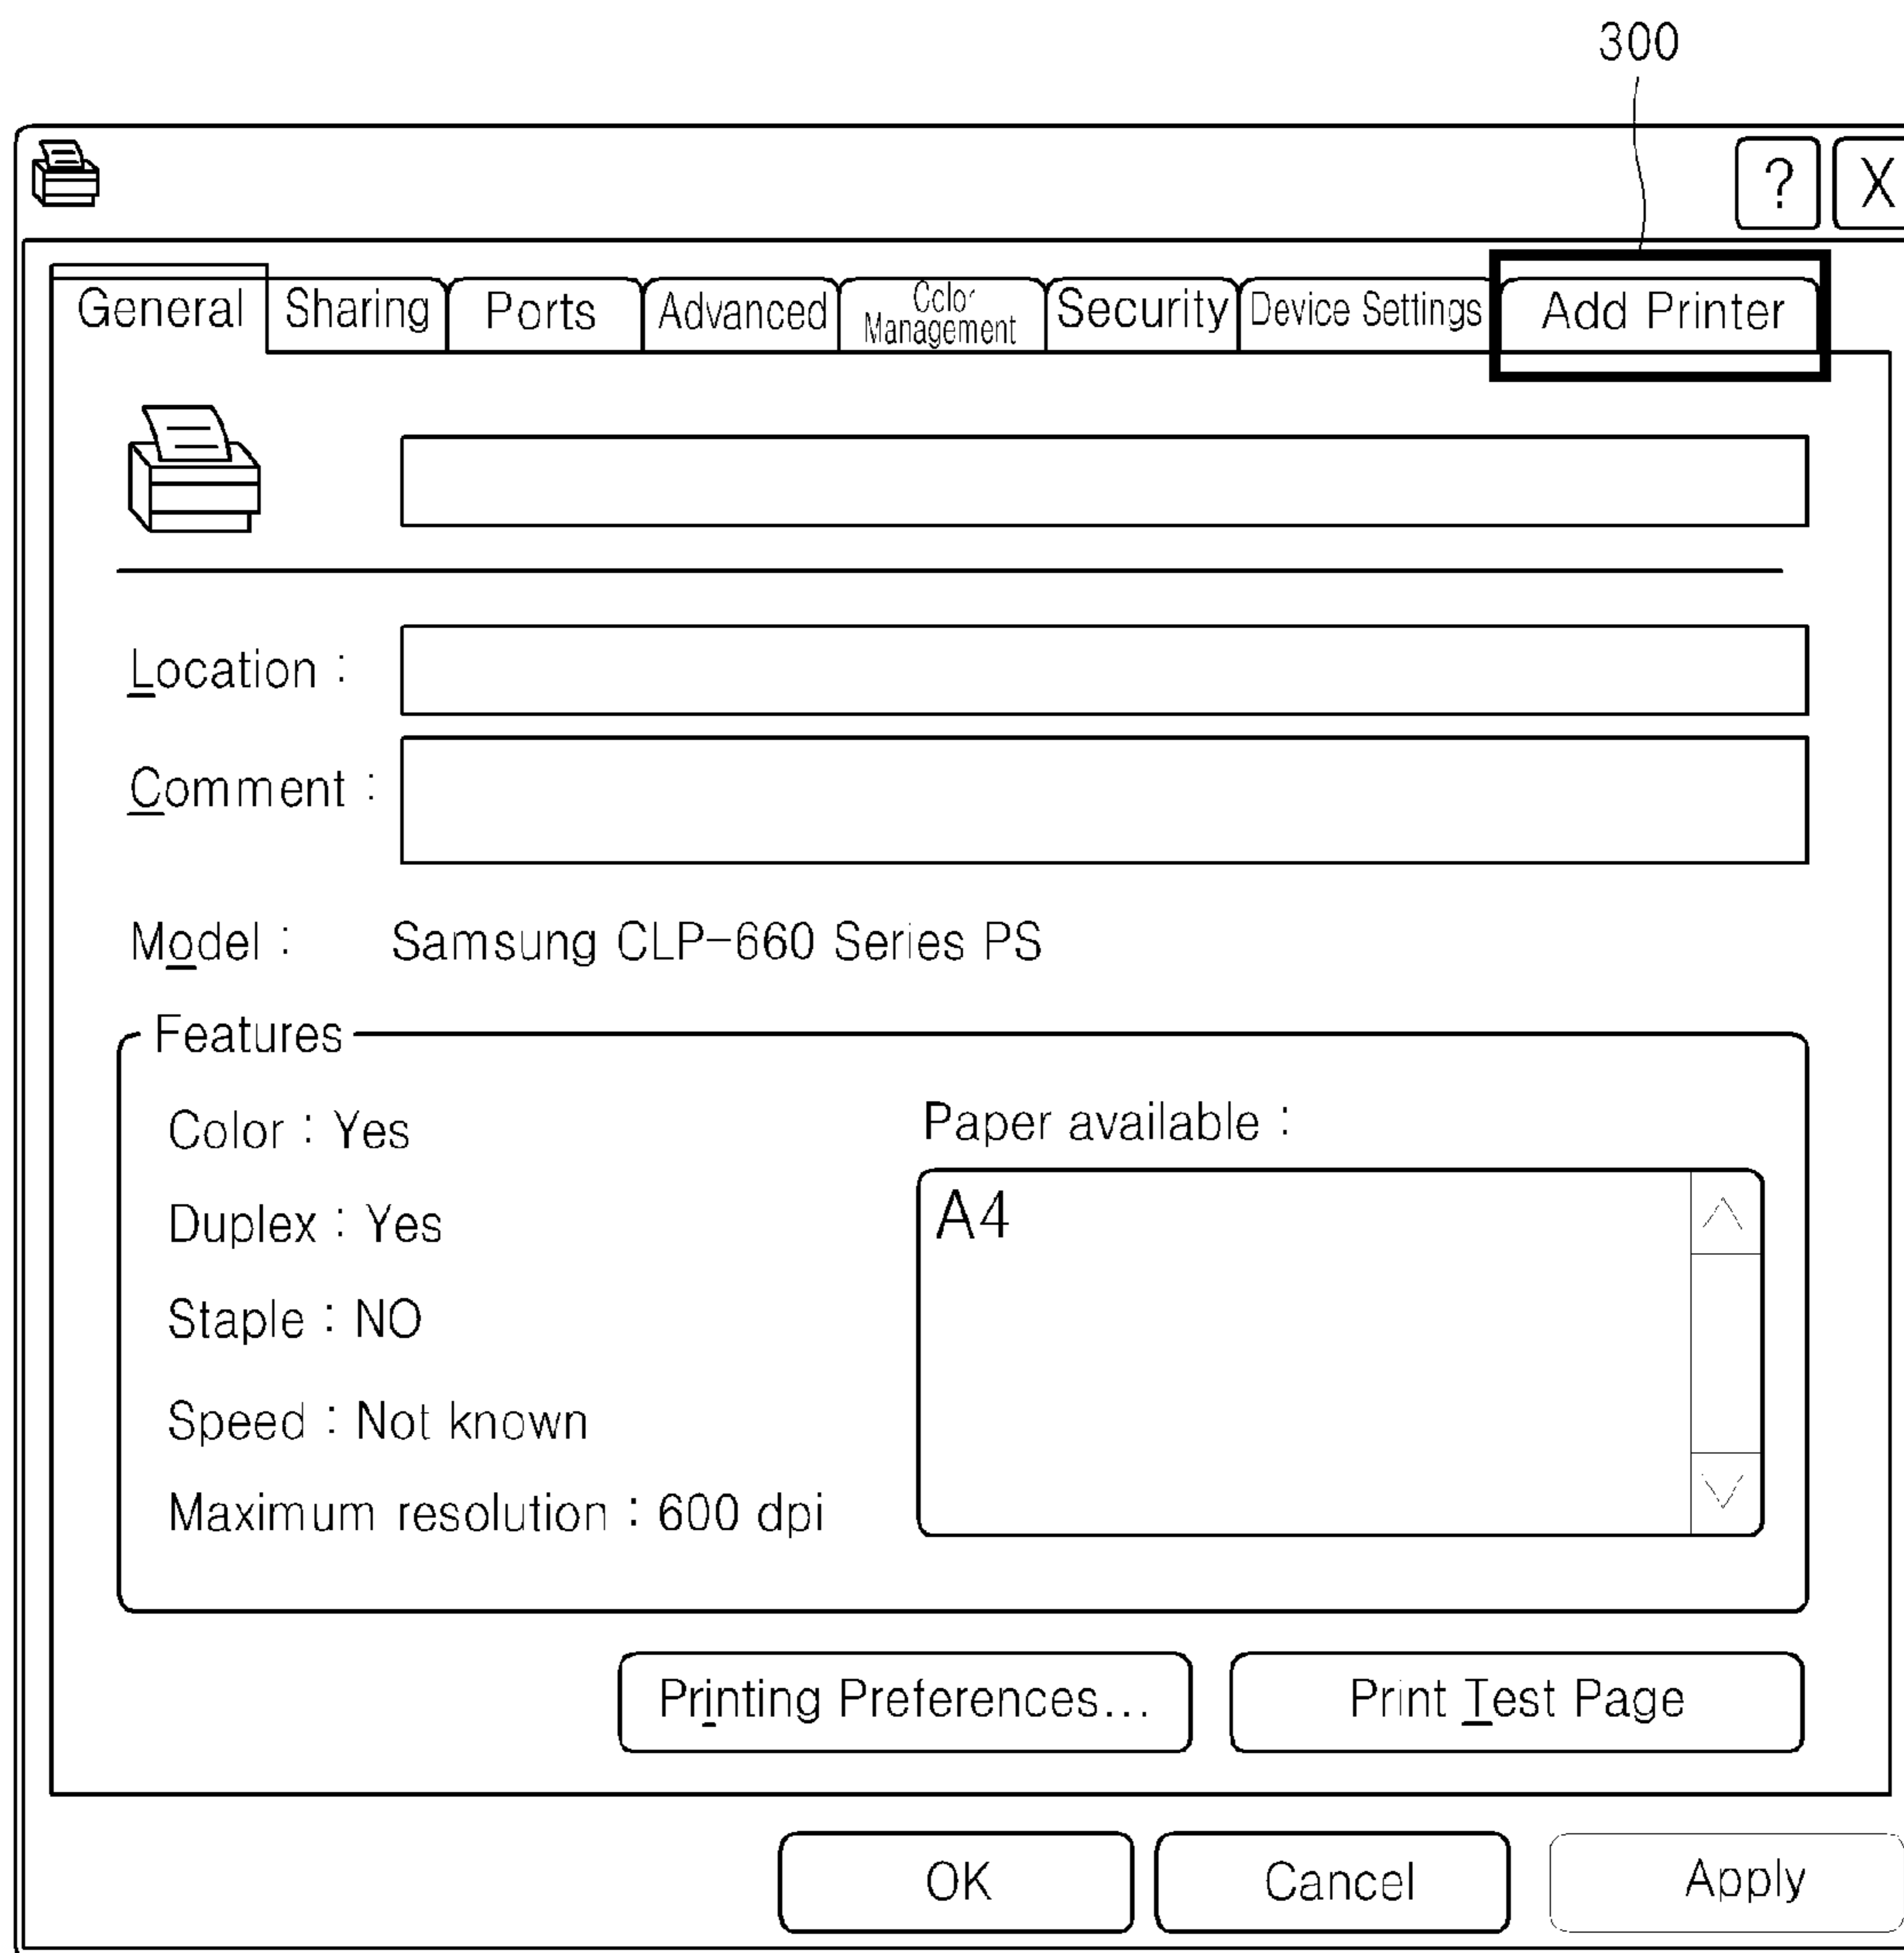 300
? X
General Sharing Ports Advanced Color Management Security Device Settings Add Printer
Location :
Comment :
Model : Samsung CLP-660 Series PS
Features
Color : Yes
Paper available :
Duplex : Yes
A4
Staple : NO
Speed : Not known
Maximum resolution : 600 dpi
Printing Preferences... Print Test Page
OK Cancel Apply